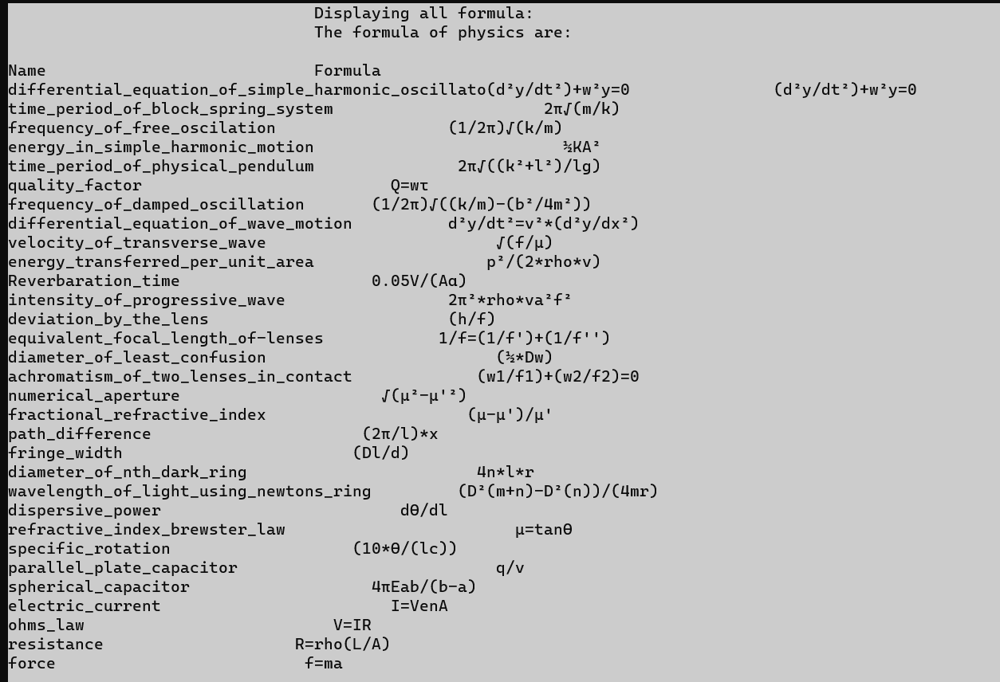 Displaying all formula:
The formula of physics are:
Name Formula
differential_equation_of_simple_harmonic_oscillato(d²y/dt²)+w²y=0 (d²y/dt²)+w²y=0
time_period_of_block_spring_system 2π√(m/k)
frequency_of_free_oscilation (1/2π)√(k/m)
energy_in_simple_harmonic_motion ½KA²
time_period_of_physical_pendulum 2π√((k²+l²)/lg)
quality_factor Q=wτ
frequency_of_damped_oscillation (1/2π)√((k/m)-(b²/4m²))
differential_equation_of_wave_motion d²y/dt²=v²*(d²y/dx²)
velocity_of_transverse_wave √(f/μ)
energy_transferred_per_unit_area p²/(2*rho*v)
Reverbaration_time 0.05V/(Aα)
intensity_of_progressive_wave 2π²*rho*va²f²
deviation_by_the_lens (h/f)
equivalent_focal_length_of-lenses 1/f=(1/f')+(1/f'')
diameter_of_least_confusion (½*Dw)
achromatism_of_two_lenses_in_contact (w1/f1)+(w2/f2)=0
numerical_aperture √(μ²-μ'²)
fractional_refractive_index (μ-μ')/μ'
path_difference (2π/l)*x
fringe_width (Dl/d)
diameter_of_nth_dark_ring 4n*l*r
wavelength_of_light_using_newtons_ring (D²(m+n)-D²(n))/(4mr)
dispersive_power dθ/dl
refractive_index_brewster_law μ=tanθ
specific_rotation (10*θ/(lc))
parallel_plate_capacitor q/v
spherical_capacitor 4πEab/(b-a)
electric_current I=VenA
ohms_law V=IR
resistance R=rho(L/A)
force f=ma